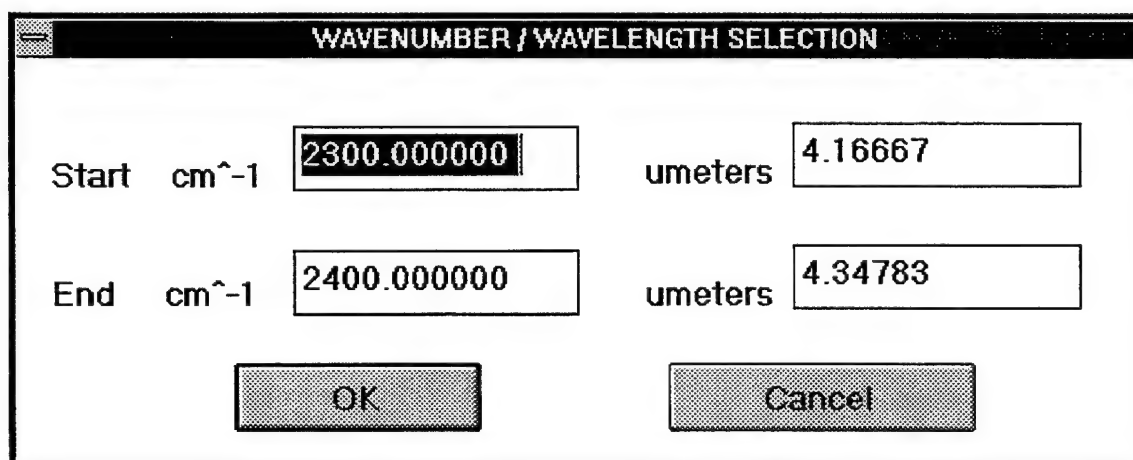 WAVENUMBER / WAVELENGTH SELECTION
Start cm^-1 2300.000000 umeters 4.16667
End cm^-1 2400.000000 umeters 4.34783
OK Cancel